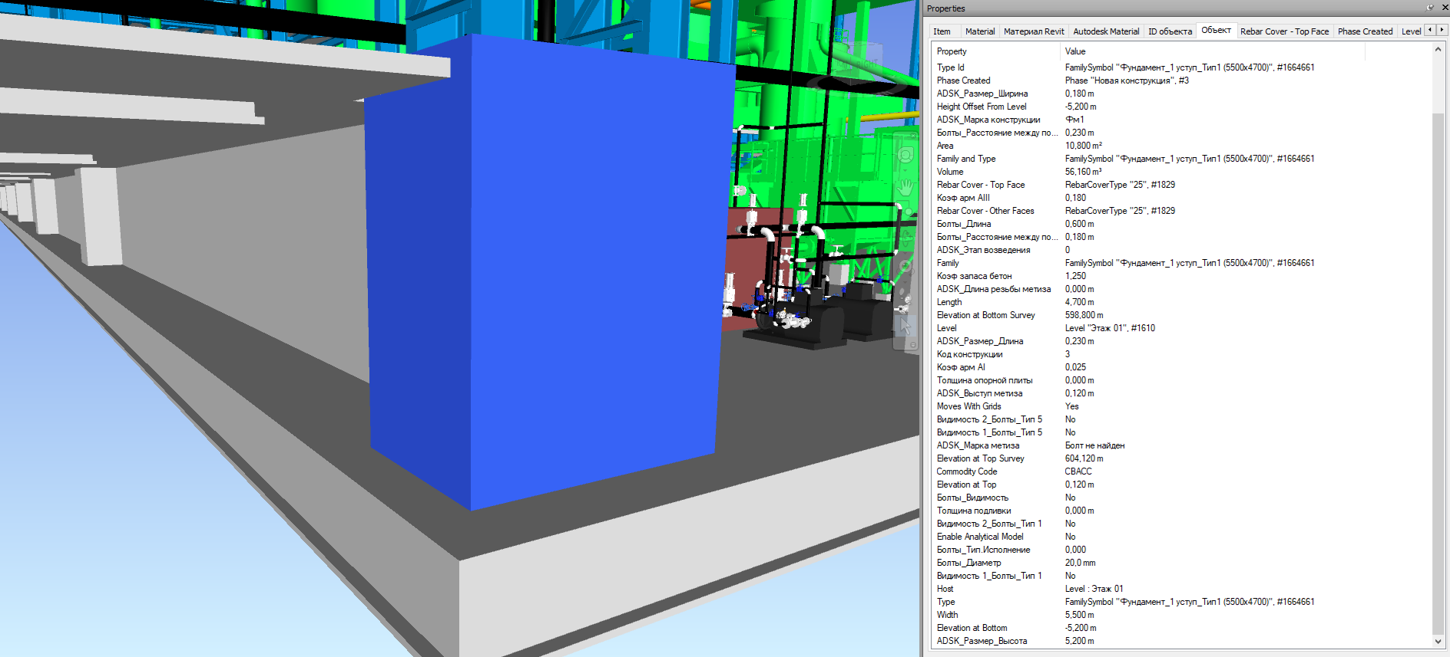 Properties
Item Material Материал Revit Autodesk Material ID объекта Объект Rebar Cover - Top Face Phase Created Level
Property Value
Type Id FamilySymbol "Фундамент_1 уступ_Тип1 (5500x4700)", #1664661
Phase Created Phase "Новая конструкция", #3
ADSK_Размер_Ширина 0,180 m
Height Offset From Level -5,200 m
ADSK_Марка конструкции Фм1
Болты_Расстояние между по... 0,230 m
Area 10,800 m²
Family and Type FamilySymbol "Фундамент_1 уступ_Тип1 (5500x4700)", #1664661
Volume 56,160 m³
Rebar Cover - Top Face RebarCoverType "25", #1829
Коэф арм AIII 0,180
Rebar Cover - Other Faces RebarCoverType "25", #1829
Болты_Длина 0,600 m
Болты_Расстояние между по... 0,180 m
ADSK_Этап возведения 0
Family FamilySymbol "Фундамент_1 уступ_Тип1 (5500x4700)", #1664661
Коэф запаса бетон 1,250
ADSK_Длина резьбы метиза 0,000 m
Length 4,700 m
Elevation at Bottom Survey 598,800 m
Level Level "Этаж 01", #1610
ADSK_Размер_Длина 0,230 m
Код конструкции 3
Коэф арм AI 0,025
Толщина опорной плиты 0,000 m
ADSK_Выступ метиза 0,120 m
Moves With Grids Yes
Видимость 2_Болты_Тип 5 No
Видимость 1_Болты_Тип 5 No
ADSK_Марка метиза Болт не найден
Elevation at Top Survey 604,120 m
Commodity Code CBACC
Elevation at Top 0,120 m
Болты_Видимость No
Толщина подливки 0,000 m
Видимость 2_Болты_Тип 1 No
Enable Analytical Model No
Болты_Тип.Исполнение 0,000
Болты_Диаметр 20,0 mm
Видимость 1_Болты_Тип 1 No
Host Level : Этаж 01
Type FamilySymbol "Фундамент_1 уступ_Тип1 (5500x4700)", #1664661
Width 5,500 m
Elevation at Bottom -5,200 m
ADSK_Размер_Высота 5,200 m